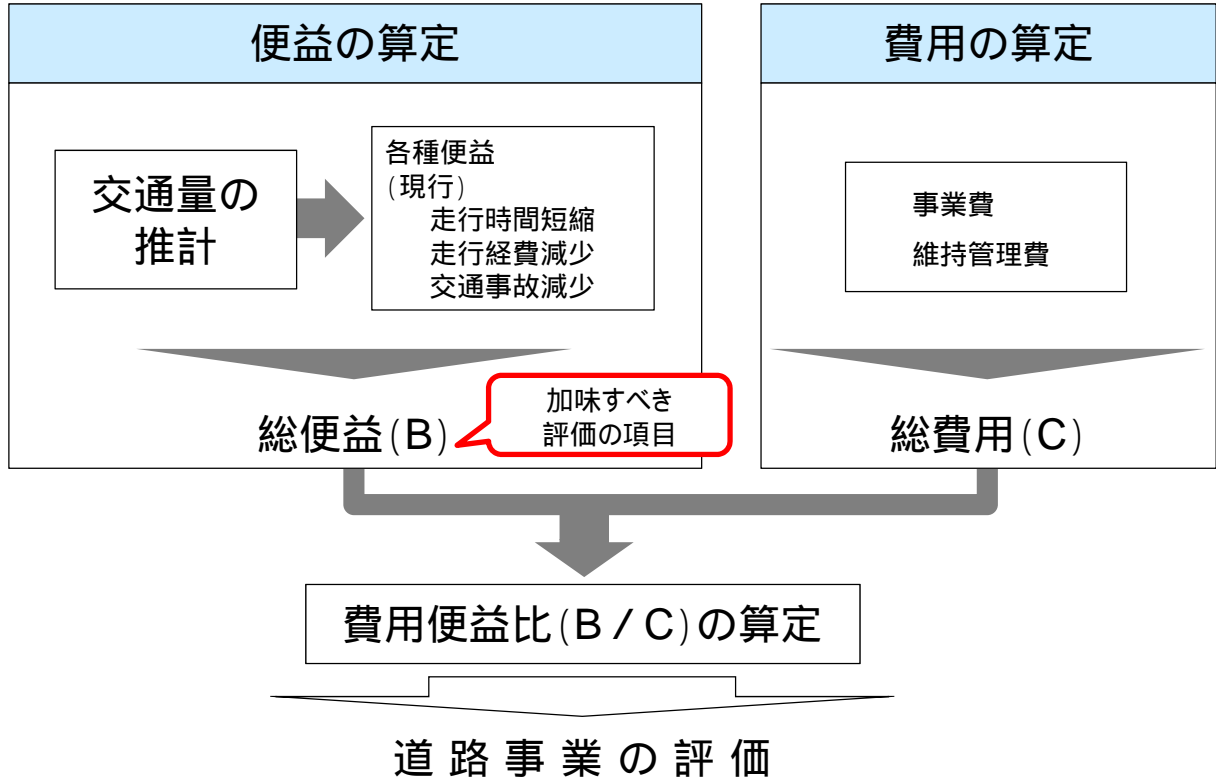 便益の算定
交通量の
推計
各種便益
(現行)
走行時間短縮
走行経費減少
交通事故減少
総便益(B)
加味すべき
評価の項目
費用の算定
事業費
維持管理費
総費用(C)
費用便益比(B/C)の算定
道路事業の評価